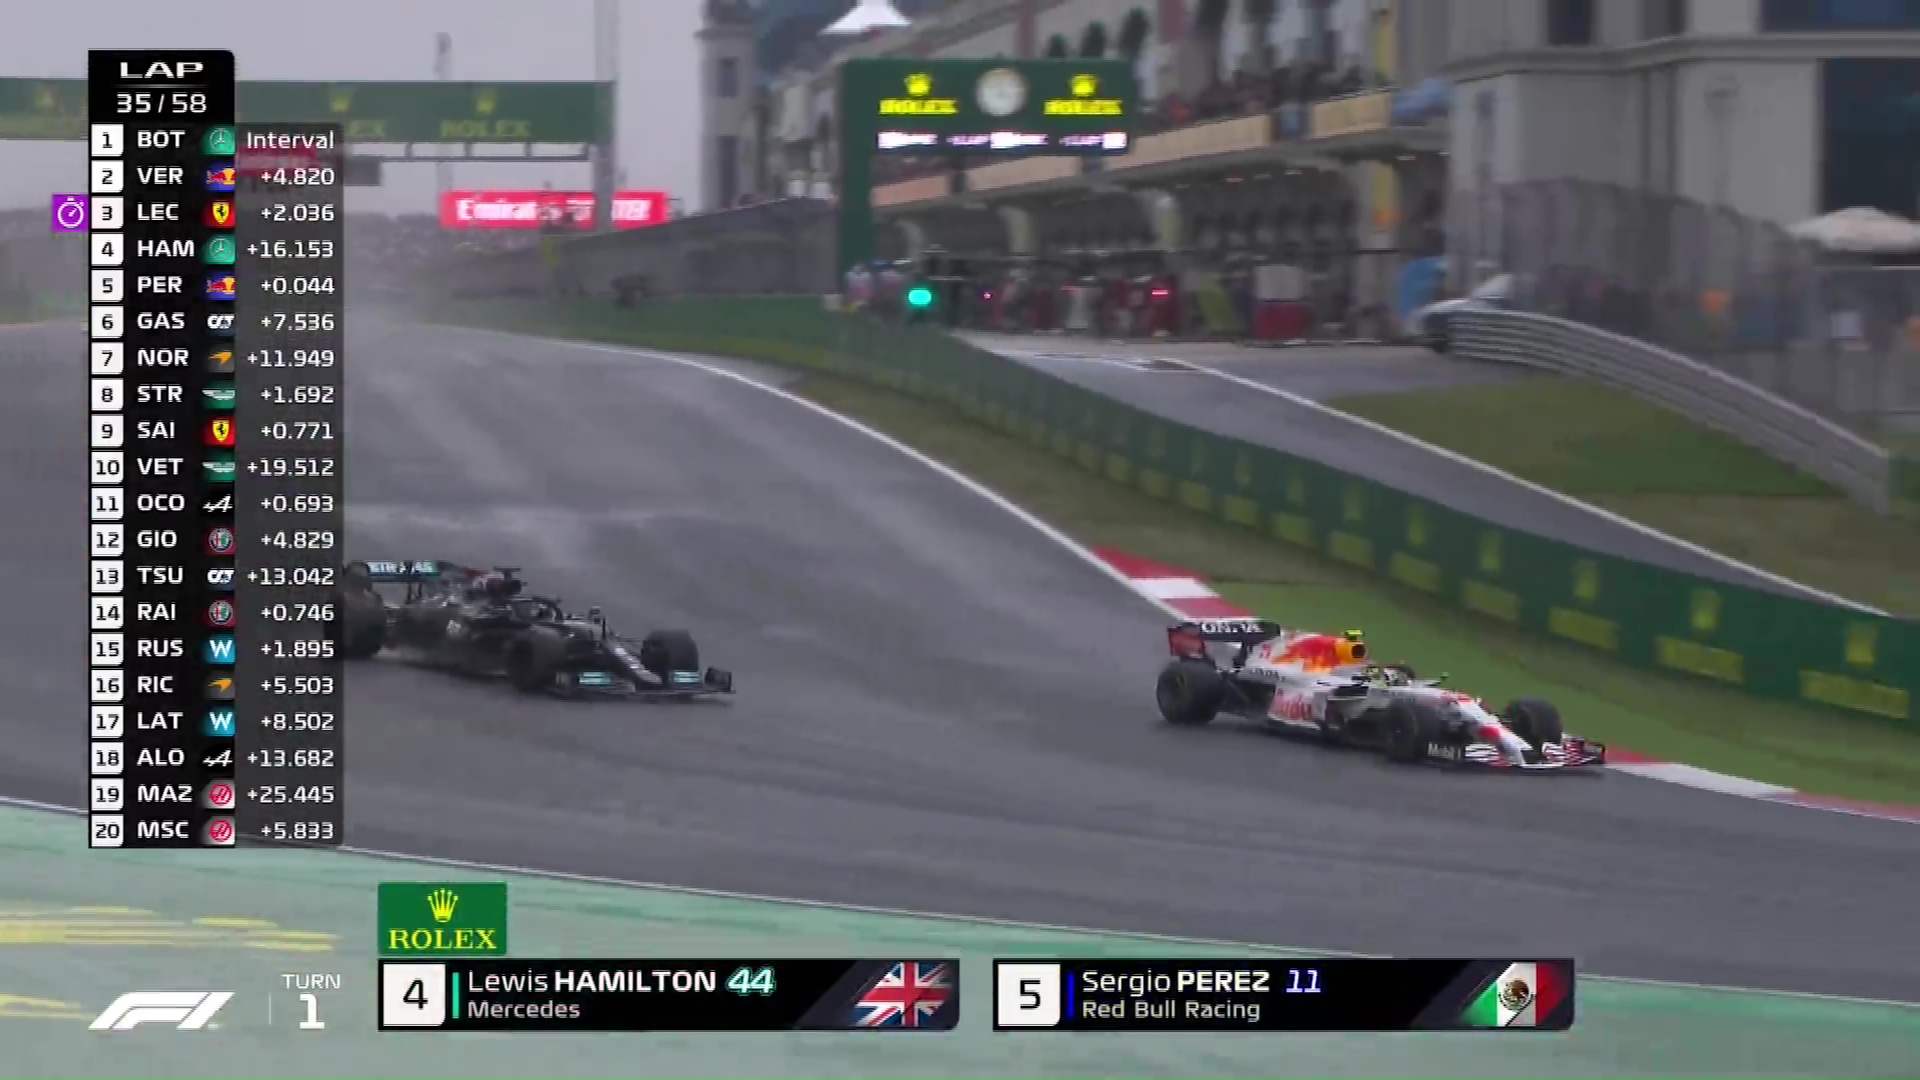 LAP
35/58
1 BOT Interval
2 VER +4.820
3 LEC +2.036
4 HAM +16.153
5 PER +0.044
6 GAS +7.536
7 NOR +11.949
8 STR +1.692
9 SAI +0.771
10 VET +19.512
11 OCO +0.693
12 GIO +4.829
13 TSU +13.042
14 RAI +0.746
15 RUS W +1.895
16 RIC +5.503
17 LAT W +8.502
18 ALO +13.682
19 MAZ +25.445
20 MSC +5.833
ROLEX ROLEX
ROLEX
Emirates
Mobil 1
ROLEX
F1 TURN 1
4 Lewis HAMILTON 44
Mercedes
5 Sergio PEREZ 11
Red Bull Racing